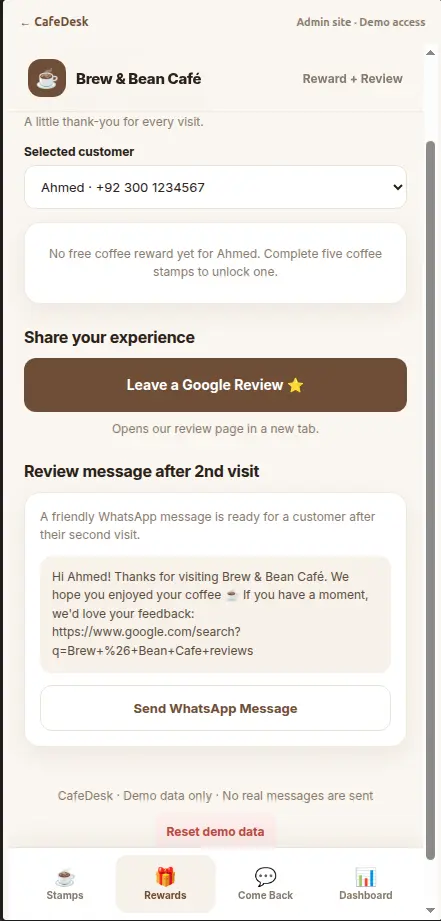 ← CafeDesk
Admin site · Demo access
Brew & Bean Café
Reward + Review
A little thank-you for every visit.
Selected customer
Ahmed · +92 300 1234567
No free coffee reward yet for Ahmed. Complete five coffee
stamps to unlock one.
Share your experience
Leave a Google Review ⭐
Opens our review page in a new tab.
Review message after 2nd visit
A friendly WhatsApp message is ready for a customer after
their second visit.
Hi Ahmed! Thanks for visiting Brew & Bean Café. We
hope you enjoyed your coffee ☕ If you have a moment,
we'd love your feedback:
https://www.google.com/search?
q=Brew+%26+Bean+Cafe+reviews
Send WhatsApp Message
CafeDesk · Demo data only · No real messages are sent
Reset demo data
Stamps
Rewards
Come Back
Dashboard